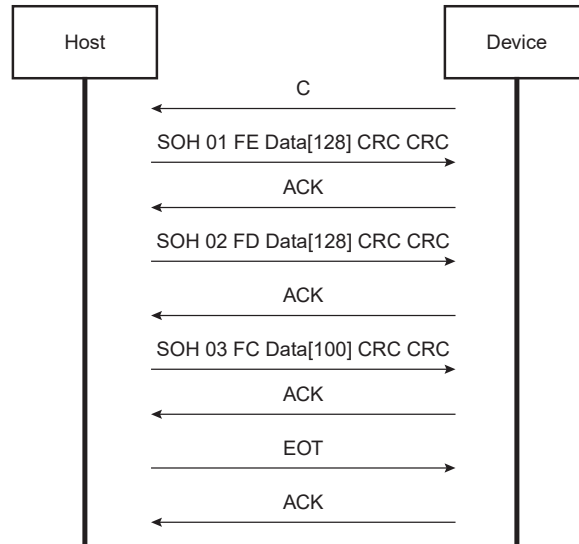 Host
Device
C
SOH 01 FE Data[128] CRC CRC
ACK
SOH 02 FD Data[128] CRC CRC
ACK
SOH 03 FC Data[100] CRC CRC
ACK
EOT
ACK